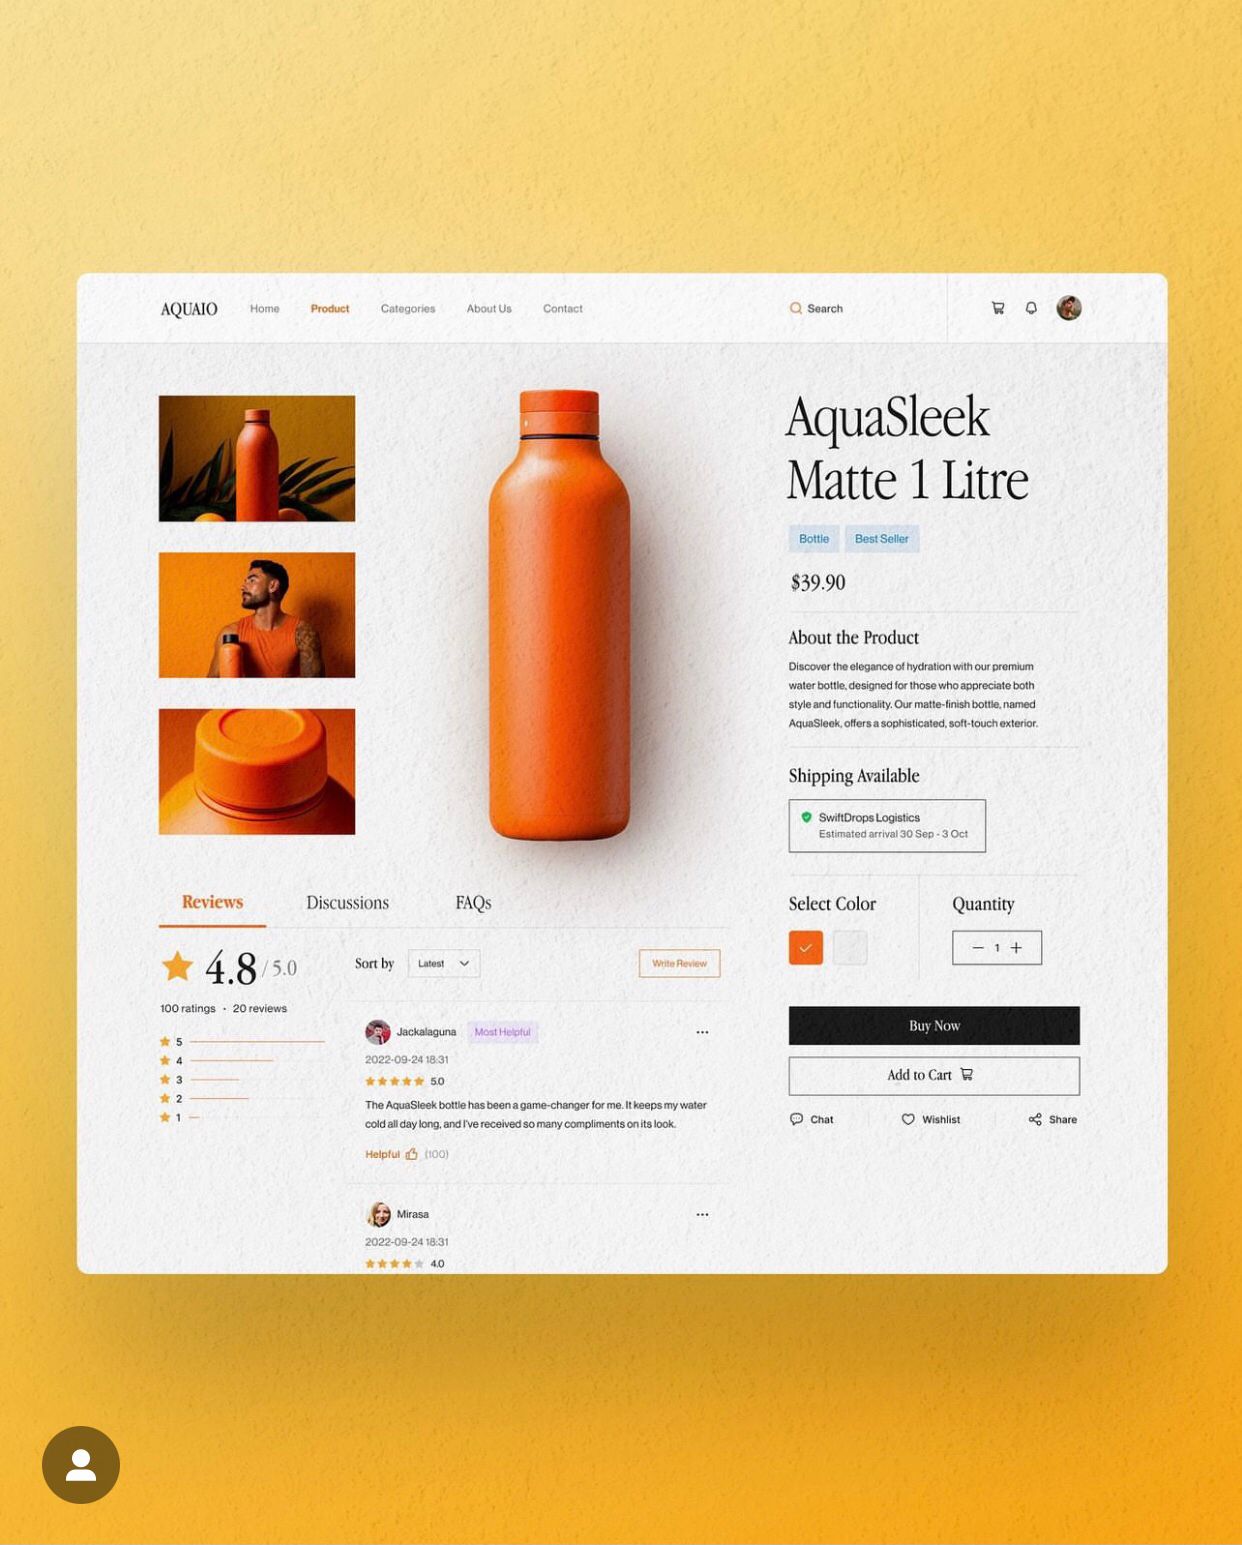 AQUAIO
Home
Product
Categories
About Us
Contact
Search
AquaSleek
Matte 1 Litre
Bottle
Best Seller
$39.90
About the Product
Discover the elegance of hydration with our premium
water bottle, designed for those who appreciate both
style and functionality. Our matte-finish bottle, named
AquaSleek, offers a sophisticated, soft-touch exterior.
Shipping Available
SwiftDrops Logistics
Estimated arrival 30 Sep - 3 Oct
Select Color
Quantity
1
Buy Now
Add to Cart
Chat
Wishlist
Share
Reviews
Discussions
FAQs
4.8 / 5.0
100 ratings · 20 reviews
5
4
3
2
1
Sort by
Latest
Write Review
Jackalaguna
Most Helpful
2022-09-24 18:31
5.0
The AquaSleek bottle has been a game-changer for me. It keeps my water
cold all day long, and I've received so many compliments on its look.
Helpful (100)
Mirasa
2022-09-24 18:31
4.0